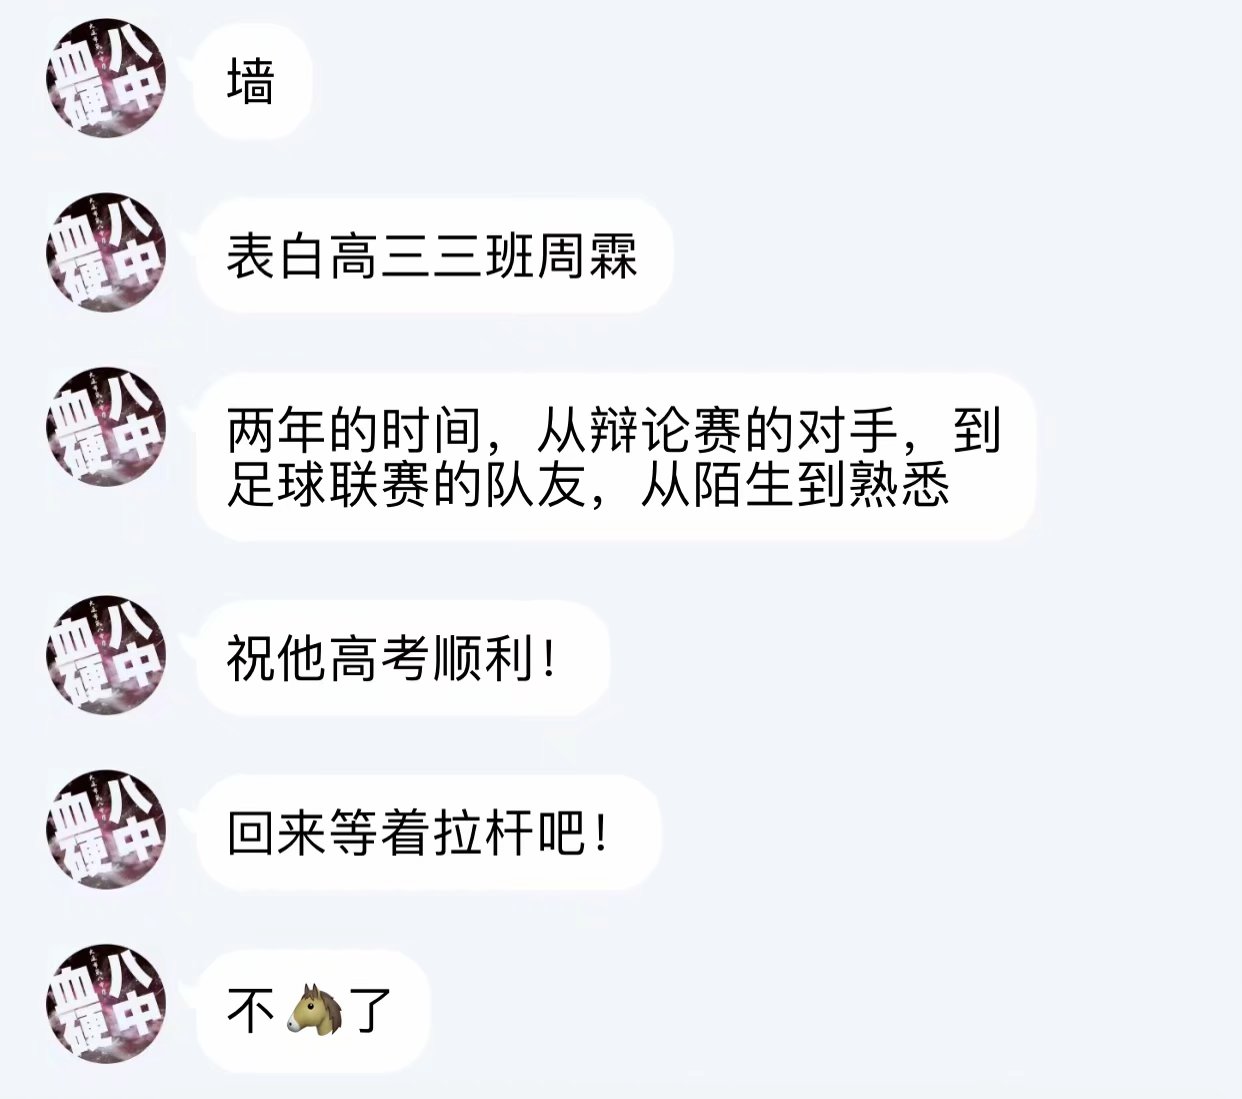 八中
血硬
墙
八中
血硬
表白高三三班周霖
八中
血硬
两年的时间，从辩论赛的对手，到
足球联赛的队友，从陌生到熟悉
八中
血硬
祝他高考顺利！
八中
血硬
回来等着拉杆吧！
八中
血硬
不🐴了